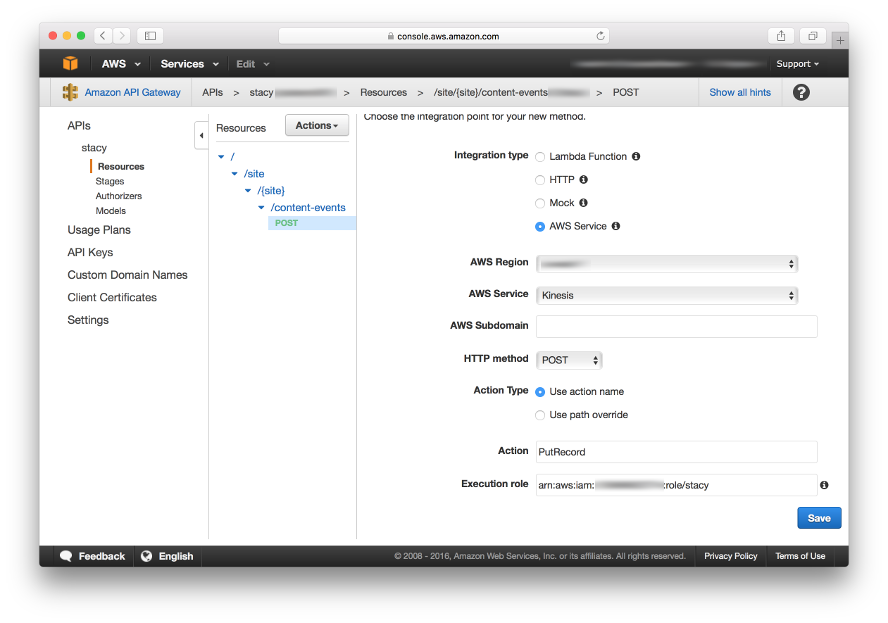 console.aws.amazon.com
AWS Services Edit Support
Amazon API Gateway APIs > stacy > Resources > /site/{site}/content-events > POST Show all hints ?
APIs
stacy
Resources
Stages
Authorizers
Models
Usage Plans
API Keys
Custom Domain Names
Client Certificates
Settings
Resources Actions
/
/site
/{site}
/content-events
POST
Choose the integration point for your new method.
Integration type Lambda Function
HTTP
Mock
AWS Service
AWS Region
AWS Service Kinesis
AWS Subdomain
HTTP method POST
Action Type Use action name
Use path override
Action PutRecord
Execution role arn:aws:iam: :role/stacy
Save
Feedback English © 2008 - 2016, Amazon Web Services, Inc. or its affiliates. All rights reserved. Privacy Policy Terms of Use